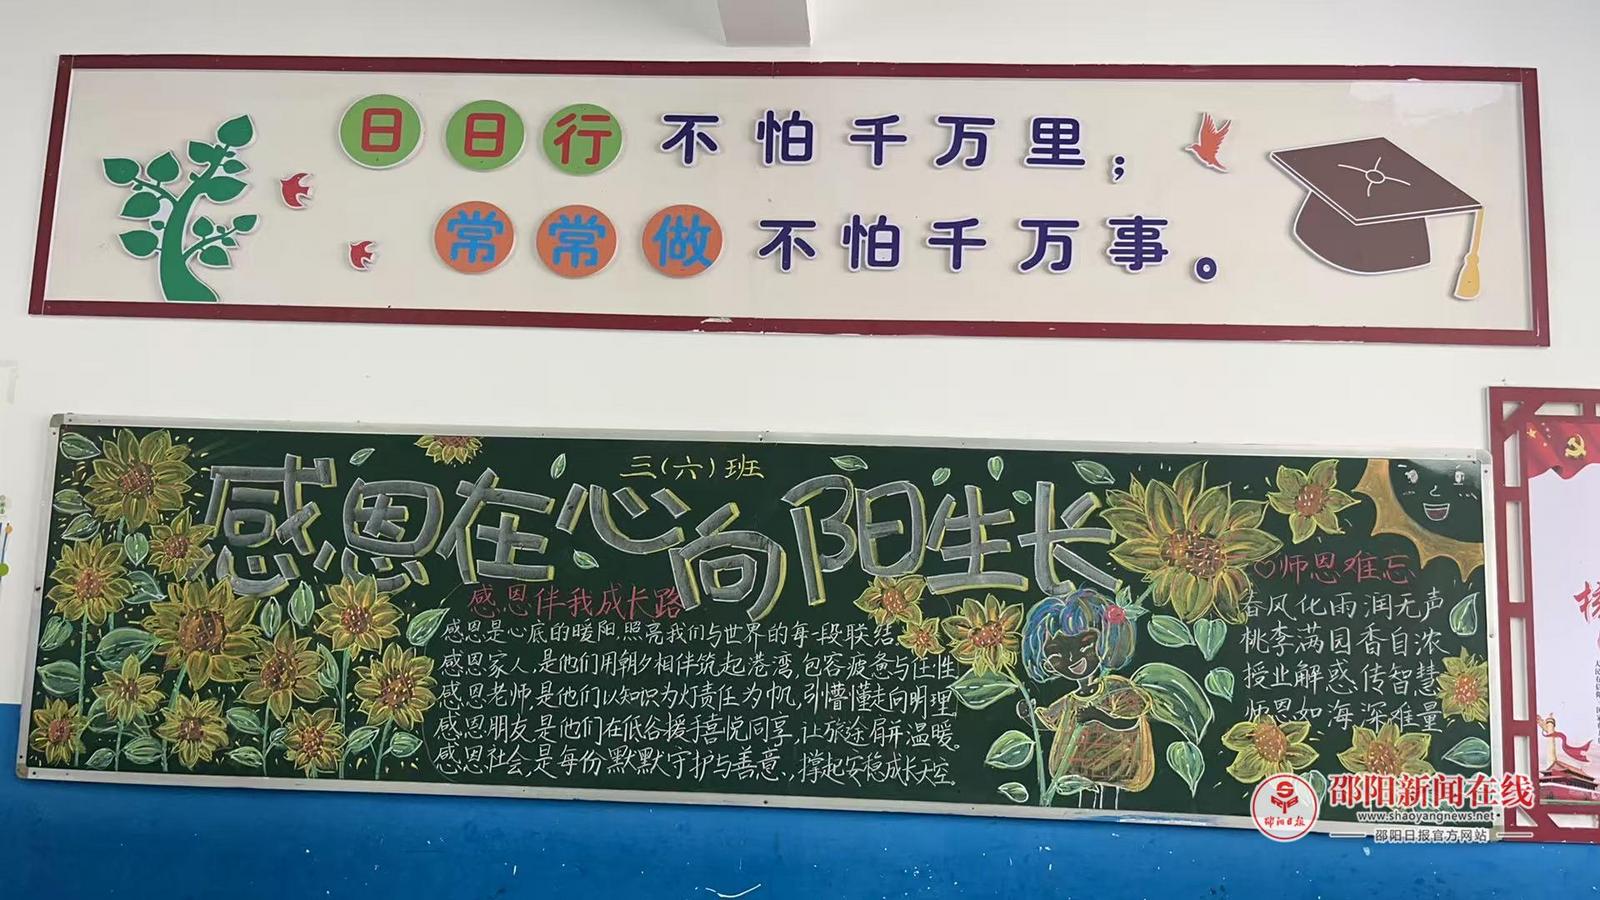 日日行不怕千万里；
常常做不怕千万事。
三（六）班
感恩在心向阳生长
感恩伴我成长路
感恩是心底的暖阳,照亮我们与世界的每一段联结。
感恩家人,是他们用朝夕相伴筑起港湾,包容疲惫与任性
感恩老师,是他们以知识为灯责任为帆,引懵懂走向明理。
感恩朋友,是他们在低谷援手喜悦同享,让旅途肩并温暖。
感恩社会,是每份默默守护与善意,撑起安稳成长天空。
师恩难忘
春风化雨润无声
桃李满园香自浓
授业解惑传智慧
师恩如海深难量
邵阳新闻在线
www.shaoyangnews.net
邵阳日报官方网站
邵阳日报